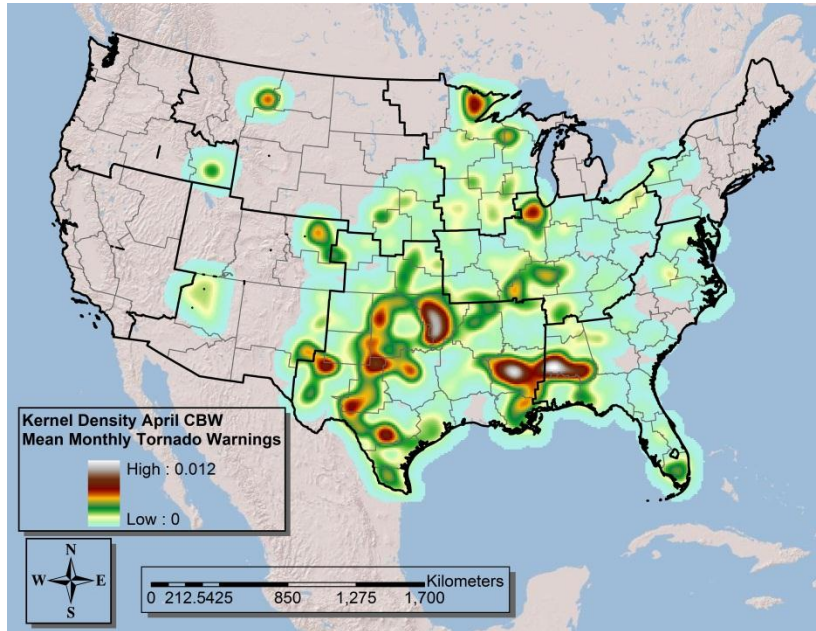 Kernel Density April CBW
Mean Monthly Tornado Warnings
High : 0.012
Low : 0
N
W E
S
Kilometers
0 212.5425 850 1,275 1,700